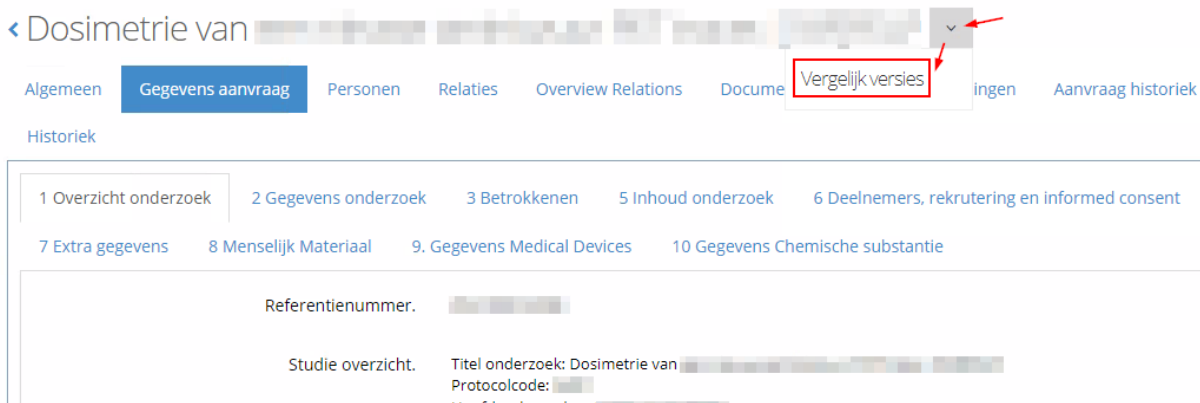 Dosimetrie van
Vergelijk versies
Algemeen Gegevens aanvraag Personen Relaties Overview Relations Docume ingen Aanvraag historiek
Historiek
1 Overzicht onderzoek 2 Gegevens onderzoek 3 Betrokkenen 5 Inhoud onderzoek 6 Deelnemers, rekrutering en informed consent
7 Extra gegevens 8 Menselijk Materiaal 9. Gegevens Medical Devices 10 Gegevens Chemische substantie
Referentienummer.
Studie overzicht. Titel onderzoek: Dosimetrie van
Protocolcode: